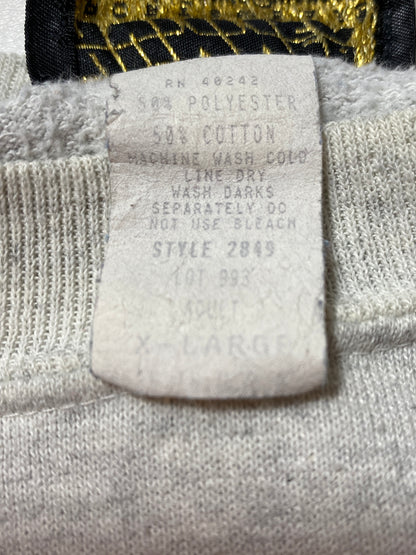 RN 40242
50% POLYESTER
50% COTTON
MACHINE WASH COLD
LINE DRY
WASH DARKS
SEPARATELY DO
NOT USE BLEACH
STYLE 2849
LOT 993
ADULT
X-LARGE